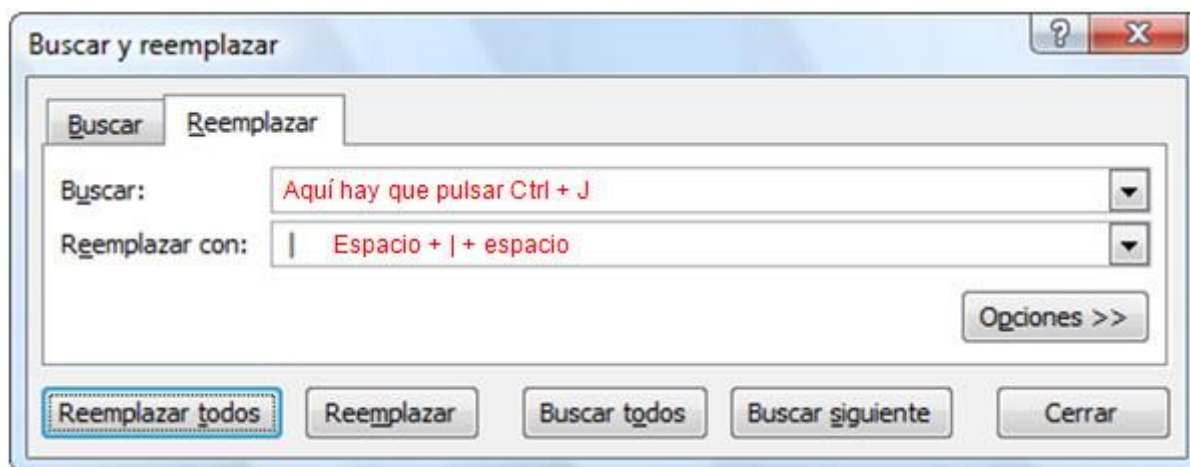 Buscar y reemplazar
Buscar Reemplazar
Buscar: Aquí hay que pulsar Ctrl + J
Reemplazar con: | Espacio + | + espacio
Opciones >>
Reemplazar todos Reemplazar Buscar todos Buscar siguiente Cerrar